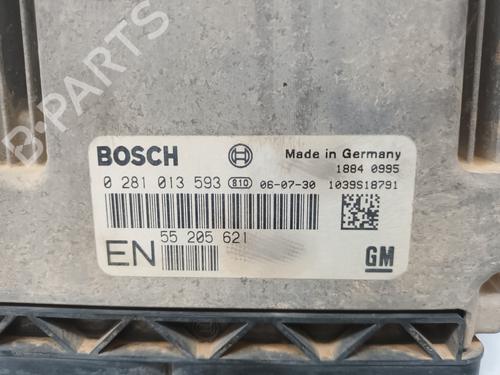 BOSCH Made in Germany
1884 0995
0 281 013 593 810 06-07-30 1039S18791
EN 55 205 621
GM
B-PARTS